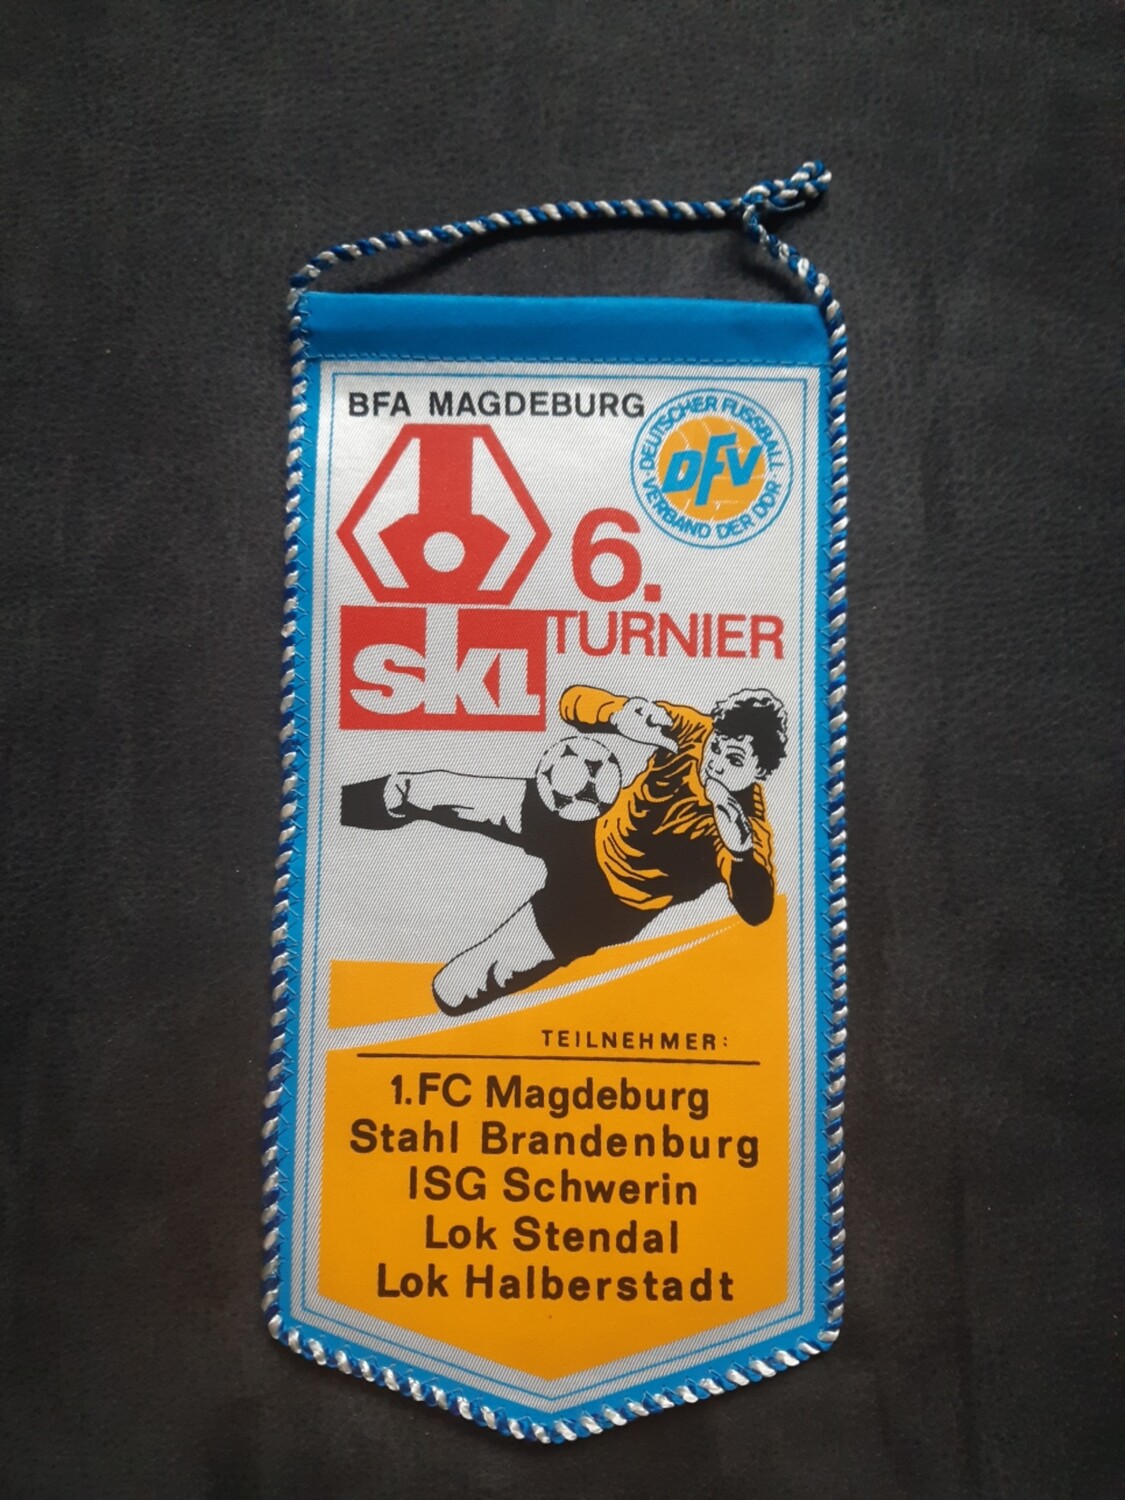 BFA MAGDEBURG
DEUTSCHER FUSSBALL
DFV
VERBAND DER DDR
6.
TURNIER
SKL
TEILNEHMER:
1.FC Magdeburg
Stahl Brandenburg
ISG Schwerin
Lok Stendal
Lok Halberstadt